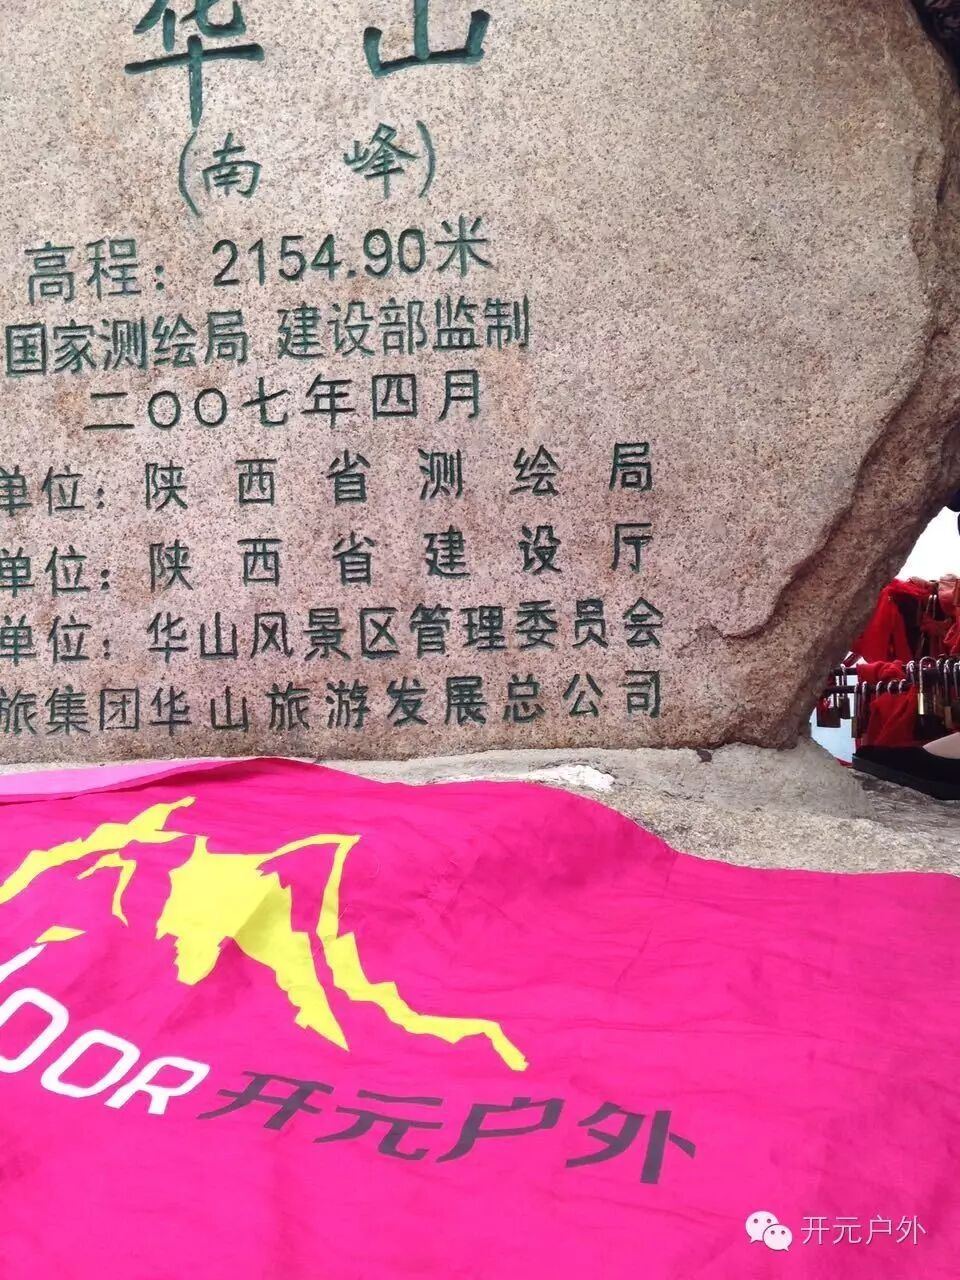 华山
(南峰)
高程：2154.90米
国家测绘局 建设部监制
二〇〇七年四月
单位：陕西省测绘局
单位：陕西省建设厅
单位：华山风景区管理委员会
旅集团华山旅游发展总公司
OOR 开元户外
开元户外